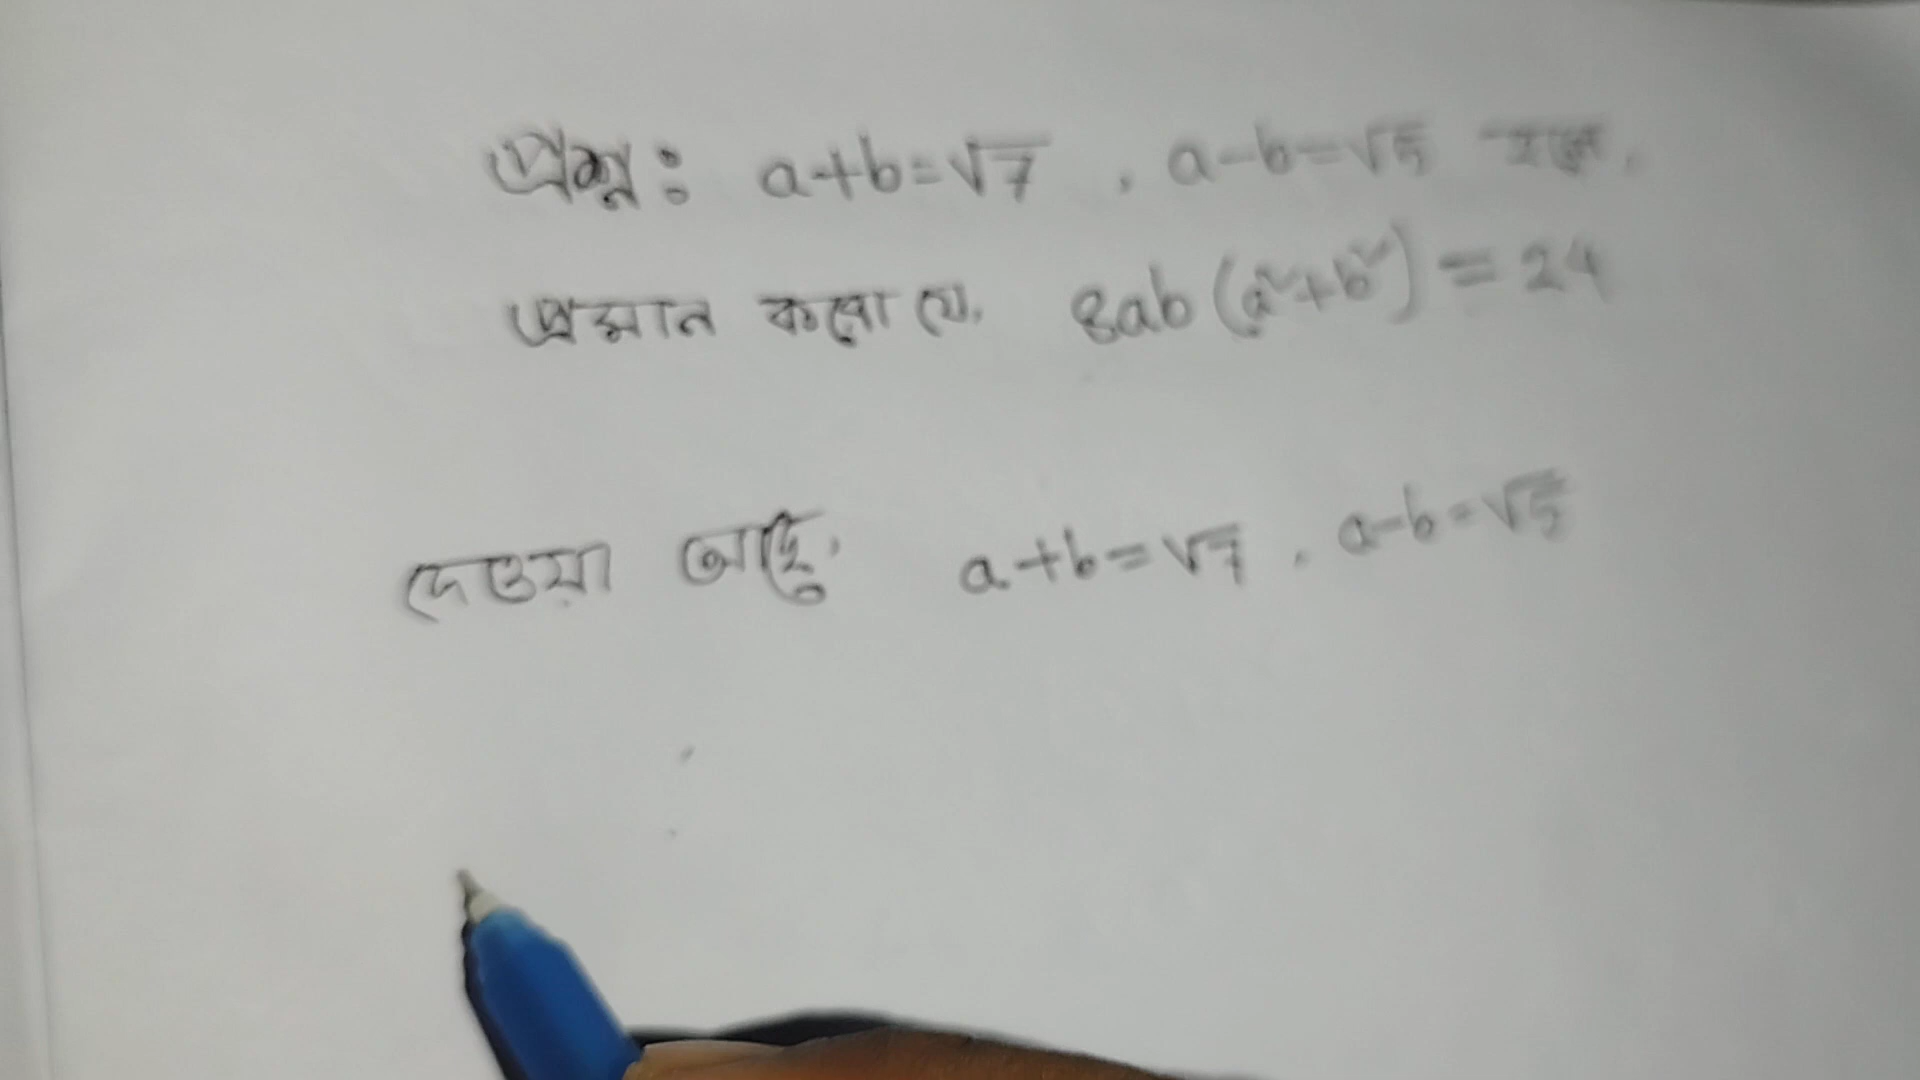 প্রশ্ন: a+b=√7, a-b=√5 হলে,
প্রমান করো যে, 8ab(a²+b²)=24
দেওয়া আছে, a+b=√7, a-b=√5